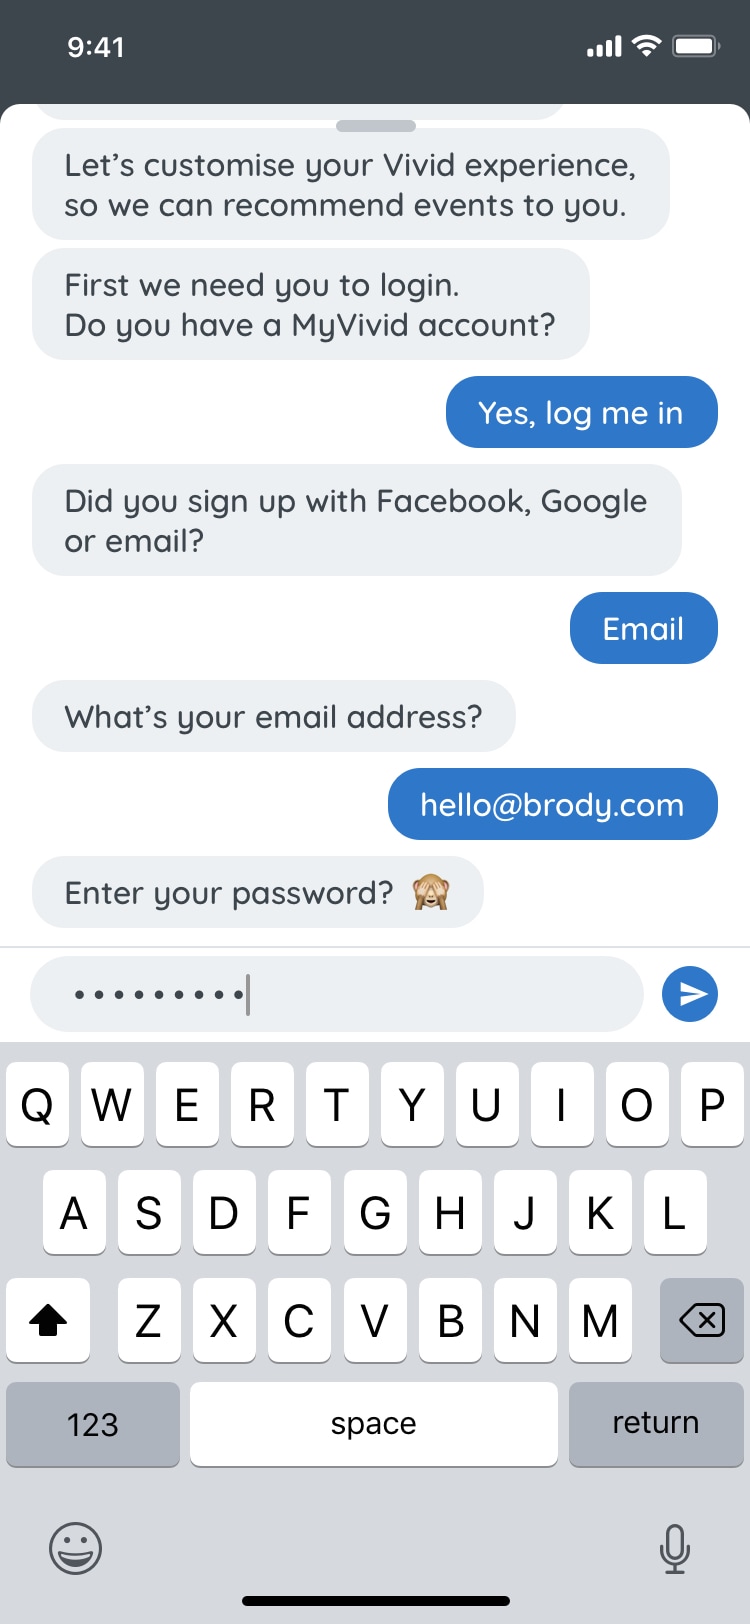 9:41
Let’s customise your Vivid experience,
so we can recommend events to you.
First we need you to login.
Do you have a MyVivid account?
Yes, log me in
Did you sign up with Facebook, Google
or email?
Email
What’s your email address?
hello@brody.com
Enter your password? 🙈
•••••••••
Q W E R T Y U I O P
A S D F G H J K L
Z X C V B N M
123 space return